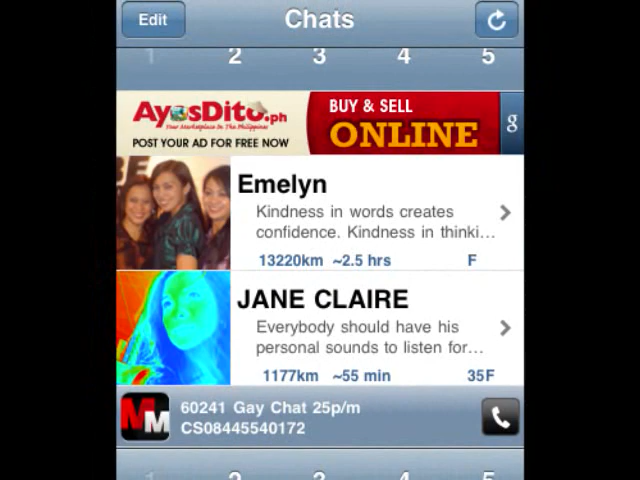 Edit
Chats
1 2 3 4 5
AyosDito.ph
Your Marketplace In The Philippines
POST YOUR AD FOR FREE NOW
BUY & SELL
ONLINE
g
BE
Emelyn
Kindness in words creates
confidence. Kindness in thinki...
13220km ~2.5 hrs F
JANE CLAIRE
Everybody should have his
personal sounds to listen for...
1177km ~55 min 35F
MM
60241 Gay Chat 25p/m
CS08445540172
1 2 3 4 5